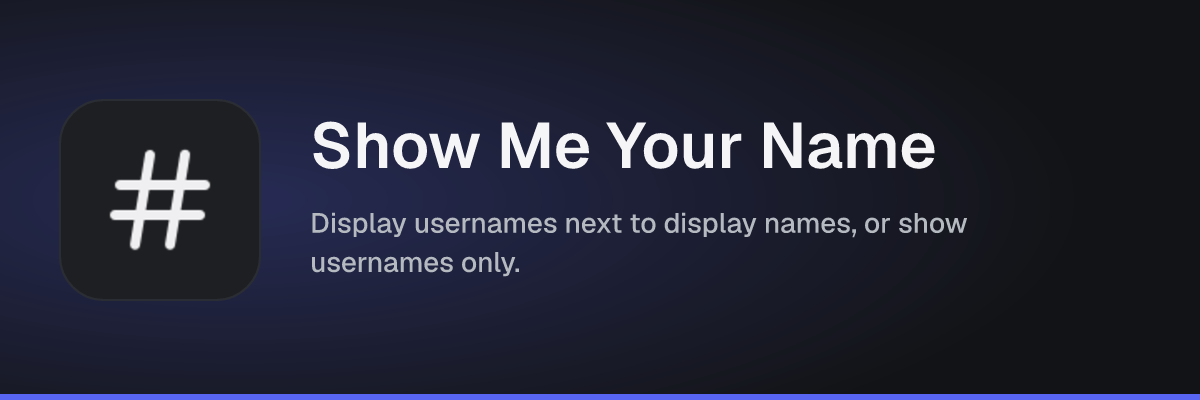 #
Show Me Your Name
Display usernames next to display names, or show
usernames only.